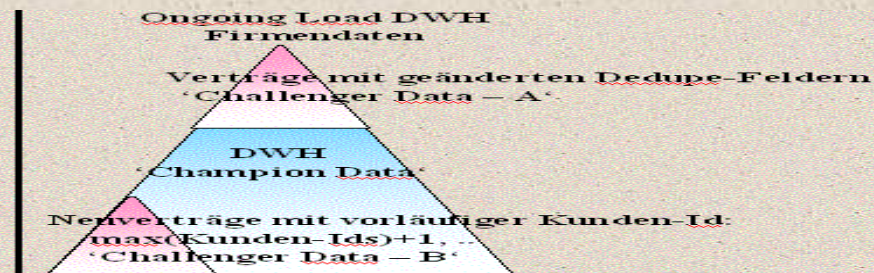 Ongoing Load DWH
Firmendaten
Verträge mit geänderten Dedupe-Feldern
‘Challenger Data – A‘
DWH
‘Champion Data‘
Neuverträge mit vorläufiger Kunden-Id:
max(Kunden-Ids)+1, ..
‘Challenger Data – B‘